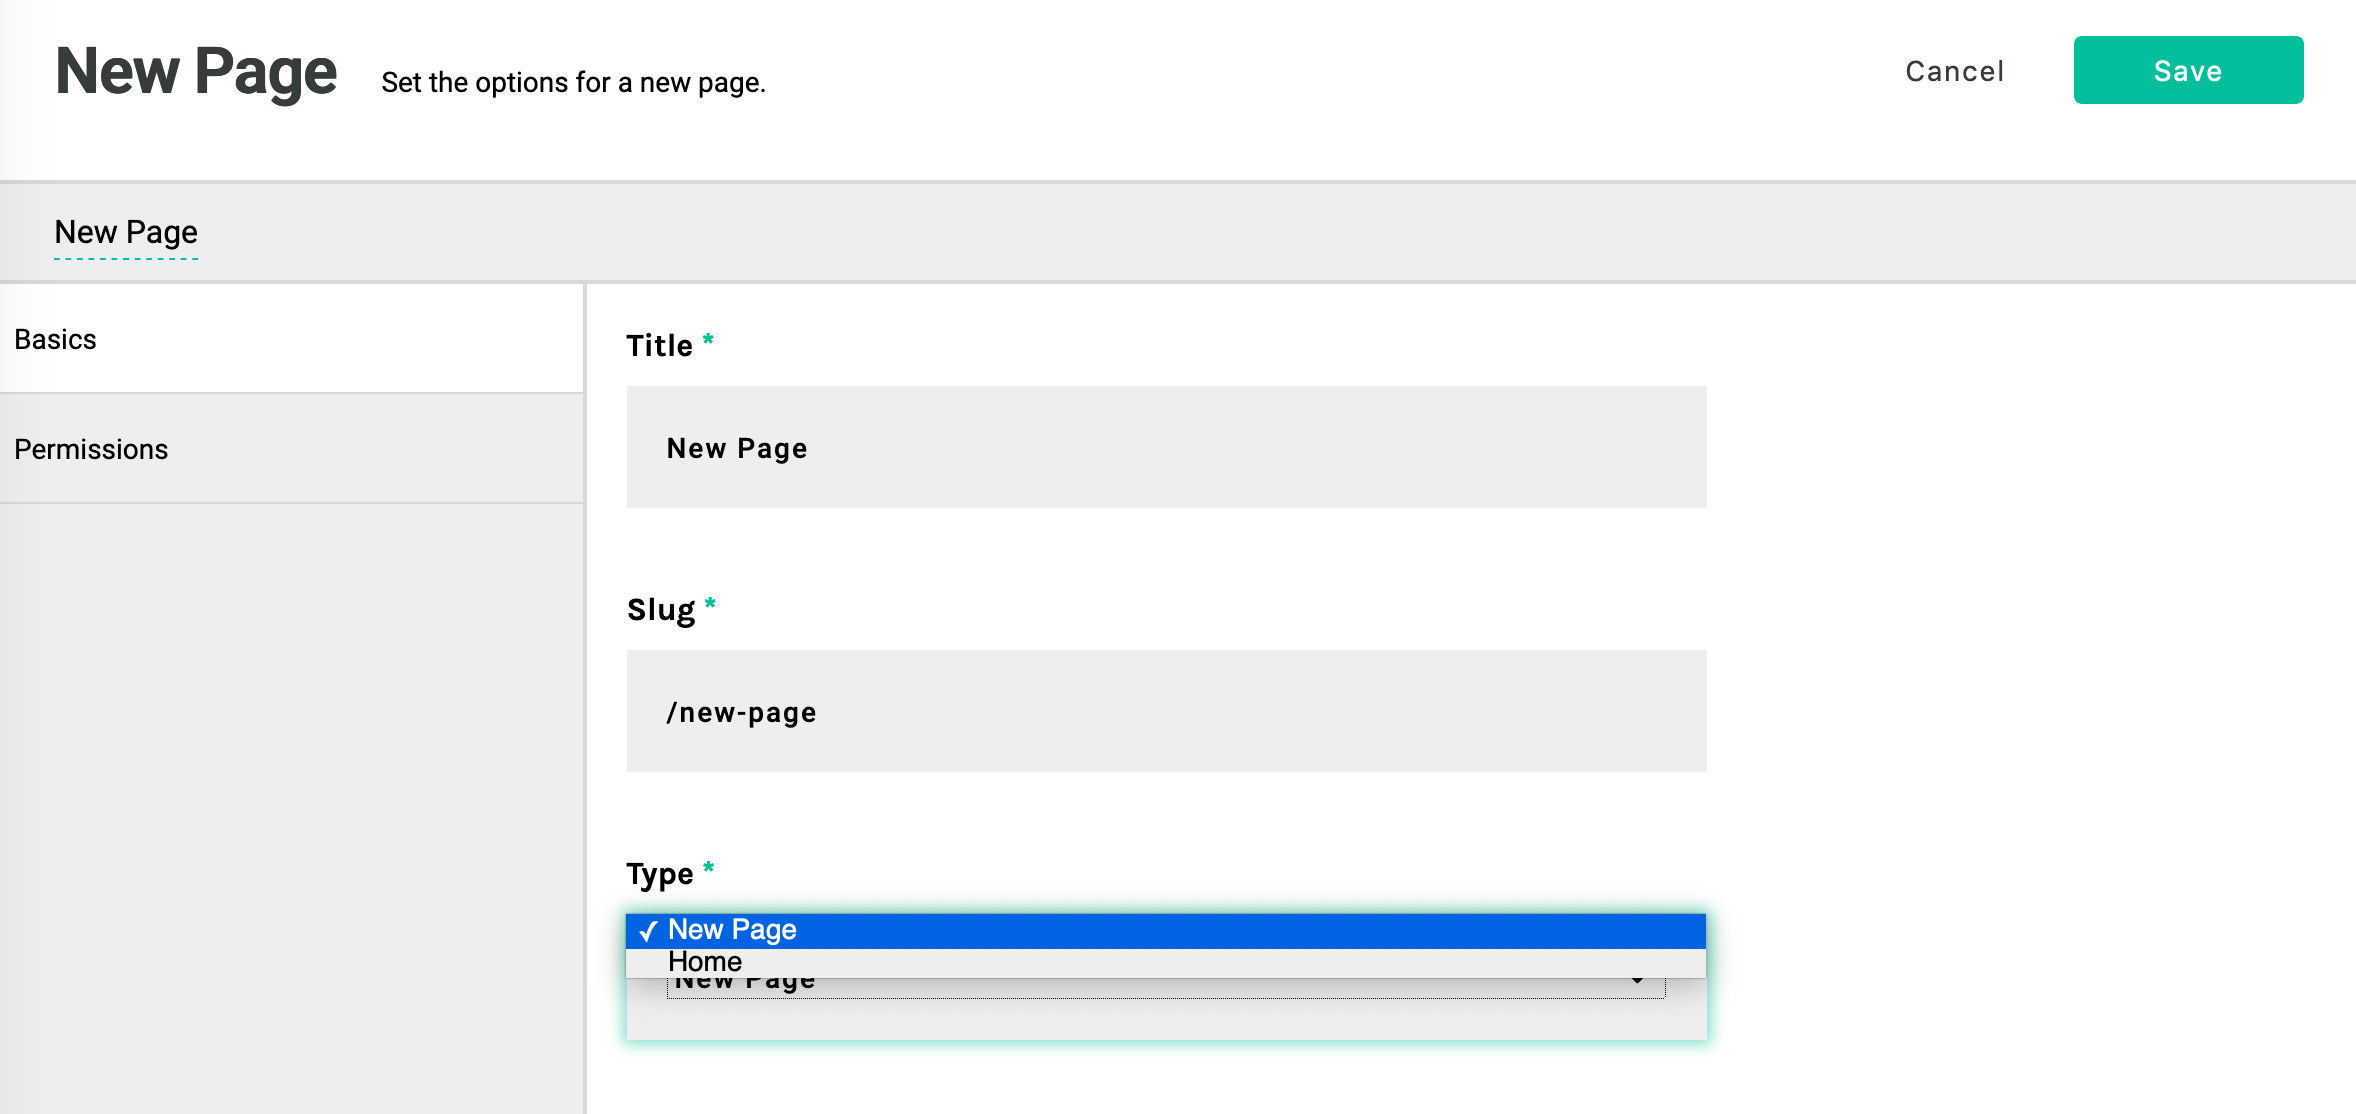 New Page
Set the options for a new page.
Cancel
Save
New Page
Basics
Permissions
Title *
New Page
Slug *
/new-page
Type *
✓ New Page
Home
New Page